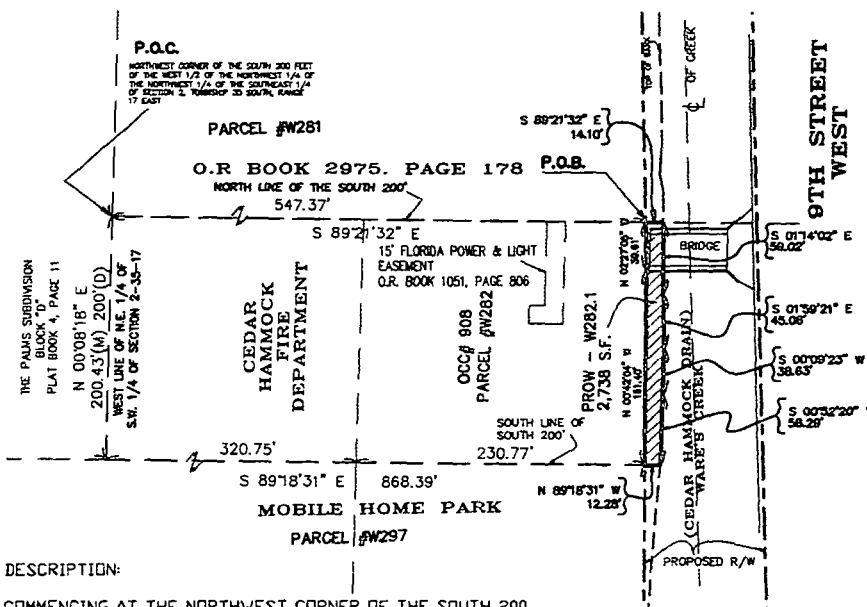 P.O.C.
NORTHWEST CORNER OF THE SOUTH 200 FEET
OF THE WEST 1/2 OF THE NORTHWEST 1/4 OF
THE NORTHWEST 1/4 OF THE SOUTHEAST 1/4
OF SECTION 2, TOWNSHIP 35 SOUTH, RANGE
17 EAST
PARCEL #W281
O.R BOOK 2975. PAGE 178
NORTH LINE OF THE SOUTH 200'
547.37'
S 89°21'32" E
S 89°21'32" E
14.10'
P.O.B.
TOP OF BANK
℄ OF CREEK
9TH STREET
WEST
15' FLORIDA POWER & LIGHT
EASEMENT
O.R. BOOK 1051, PAGE 806
BRIDGE
S 01°14'02" E
59.02'
S 01°59'21" E
45.06'
S 00°09'23" W
38.63'
S 00°52'20"
58.29'
THE PALMS SUBDIVISION
BLOCK "D"
PLAT BOOK 4, PAGE 11
N 00°08'18" E
200.43'(M) 200'(D)
WEST LINE OF N.E. 1/4 OF
S.W. 1/4 OF SECTION 2-35-17
CEDAR
HAMMOCK
FIRE
DEPARTMENT
OCC# 908
PARCEL #W282
PROW - W282.1
2,738 S.F.
N 00°42'04" W
161.40'
(CEDAR HAMMOCK DRAIN)
WARE'S CREEK
SOUTH LINE OF
SOUTH 200'
320.75'
230.77'
S 89°18'31" E
868.39'
N 89°18'31" W
12.28'
MOBILE HOME PARK
PARCEL #W297
PROPOSED R/W
DESCRIPTION:
COMMENCING AT THE NORTHWEST CORNER OF THE SOUTH 200